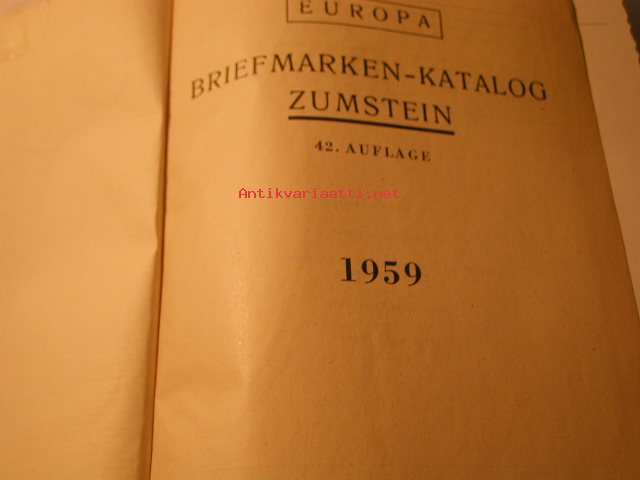 EUROPA
BRIEFMARKEN-KATALOG
ZUMSTEIN
42. AUFLAGE
Antikvariaatti.net
1959